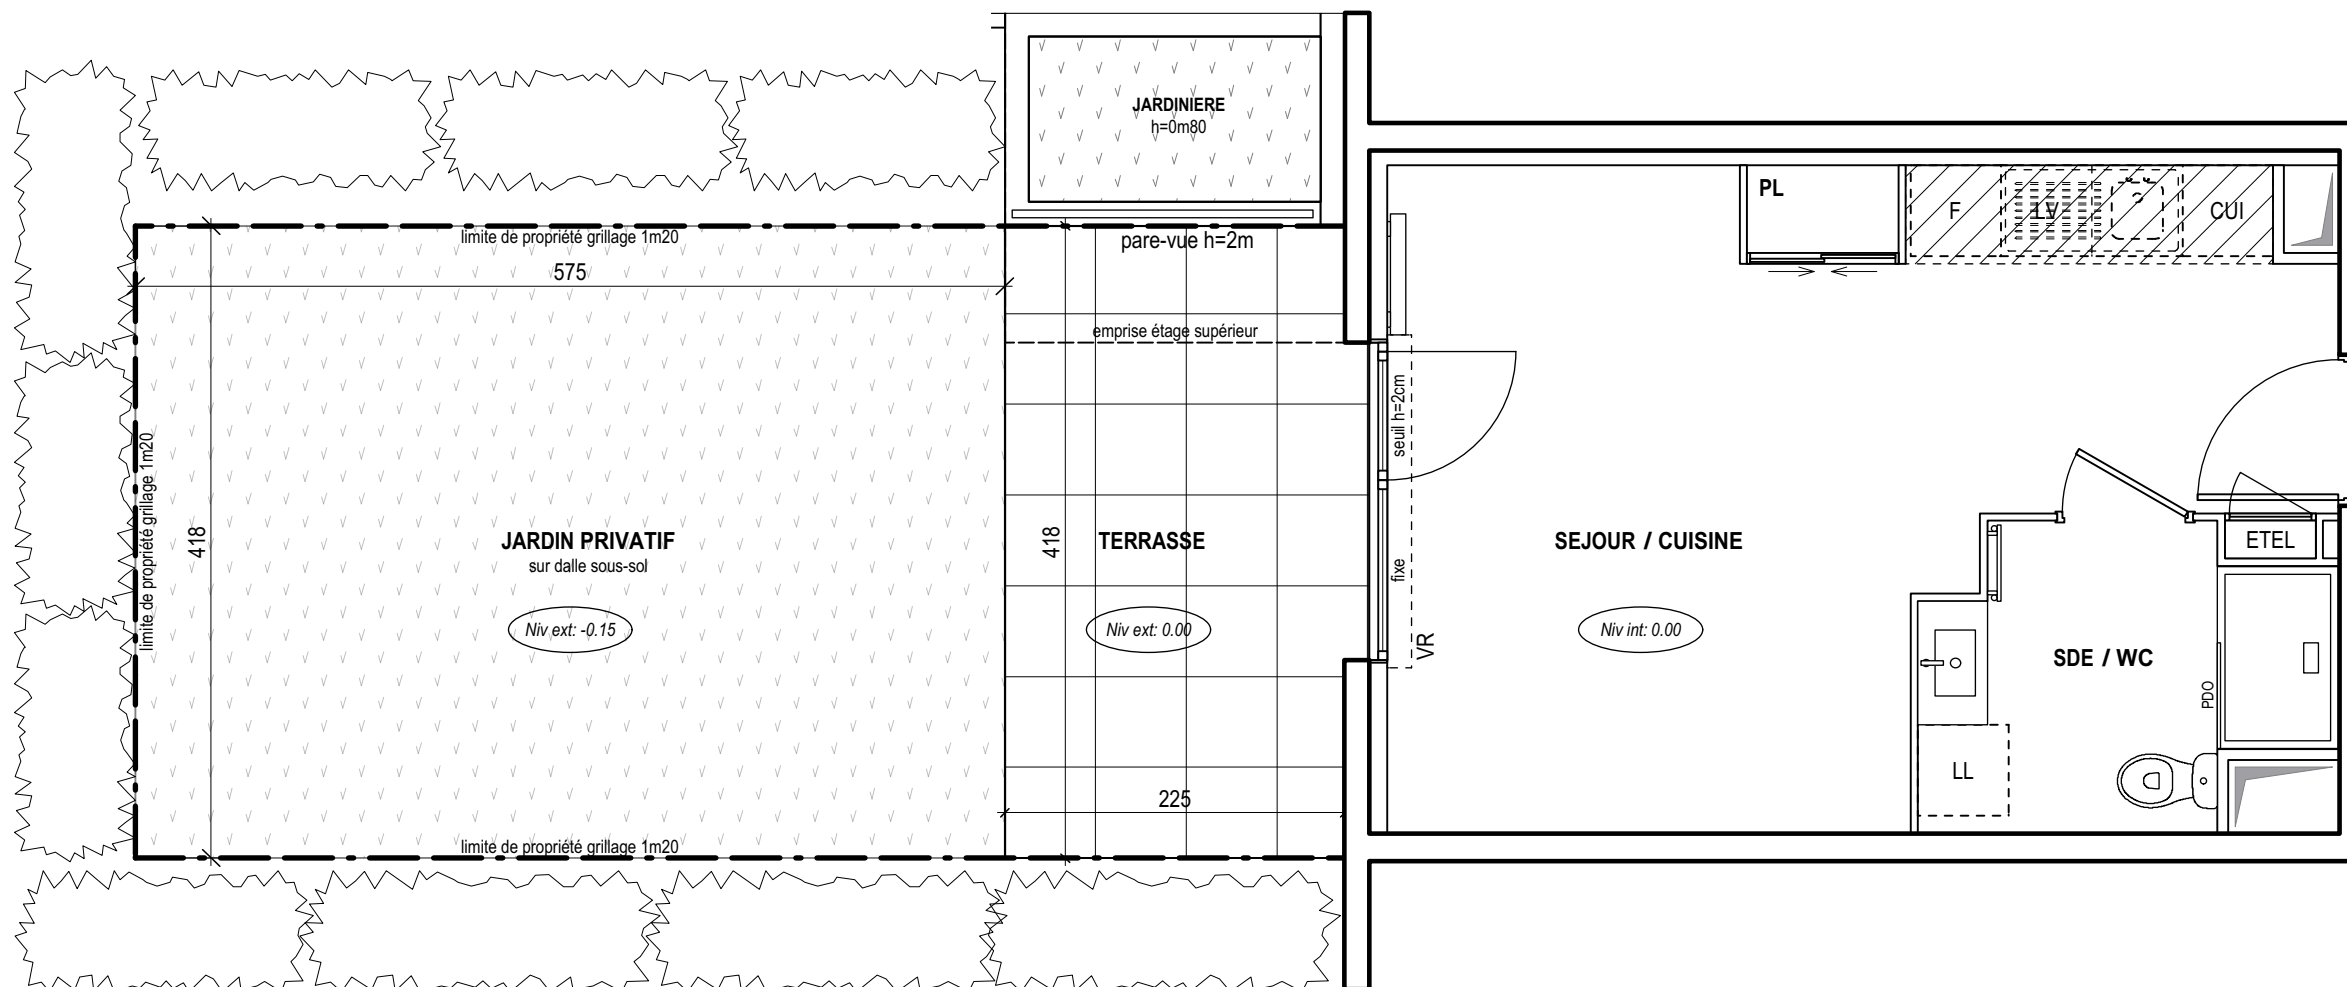 JARDINIERE
h=0m80
PL
F
LV
CUI
limite de propriété grillage 1m20
pare-vue h=2m
575
emprise étage supérieur
seuil h=2cm
limite de propriété grillage 1m20
418
JARDIN PRIVATIF
sur dalle sous-sol
418
TERRASSE
fixe
SEJOUR / CUISINE
ETEL
Niv ext: -0.15
Niv ext: 0.00
VR
Niv int: 0.00
SDE / WC
PDO
LL
225
limite de propriété grillage 1m20